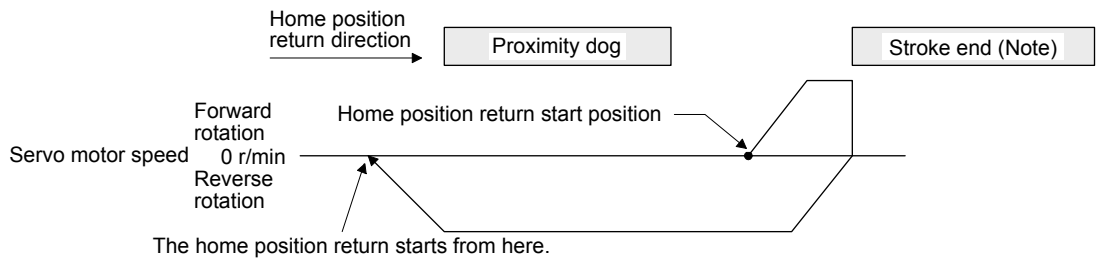 Home position
return direction
Proximity dog
Stroke end (Note)
Forward
rotation
Home position return start position
Servo motor speed
0 r/min
Reverse
rotation
The home position return starts from here.